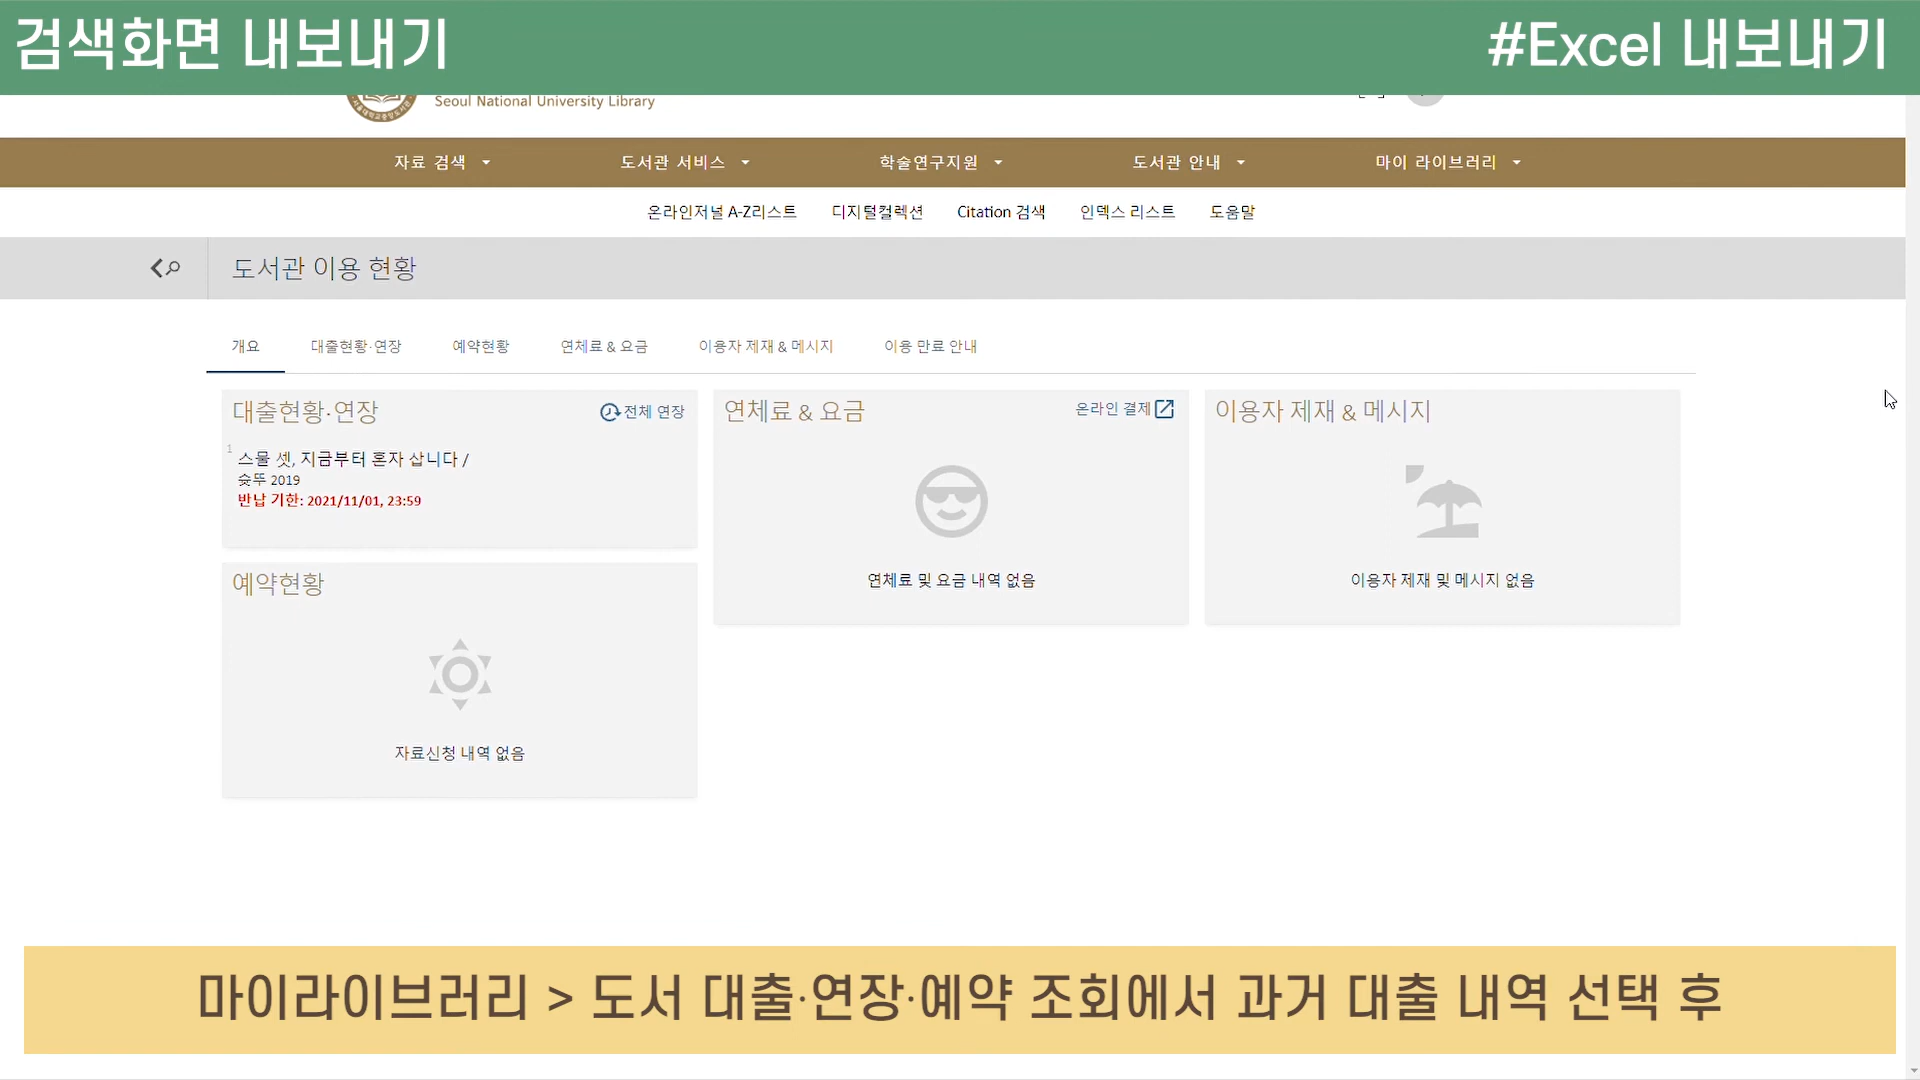 검색화면 내보내기
#Excel 내보내기
Seoul National University Library
자료 검색
도서관 서비스
학술연구지원
도서관 안내
마이 라이브러리
온라인저널 A-Z리스트
디지털컬렉션
Citation 검색
인덱스 리스트
도움말
도서관 이용 현황
개요
대출현황·연장
예약현황
연체료 & 요금
이용자 제재 & 메시지
이용 만료 안내
대출현황·연장
전체 연장
1
스물 셋, 지금부터 혼자 삽니다 /
슛뚜 2019
반납 기한: 2021/11/01, 23:59
연체료 & 요금
온라인 결제
연체료 및 요금 내역 없음
이용자 제재 & 메시지
이용자 제재 및 메시지 없음
예약현황
자료신청 내역 없음
마이라이브러리 > 도서 대출·연장·예약 조회에서 과거 대출 내역 선택 후